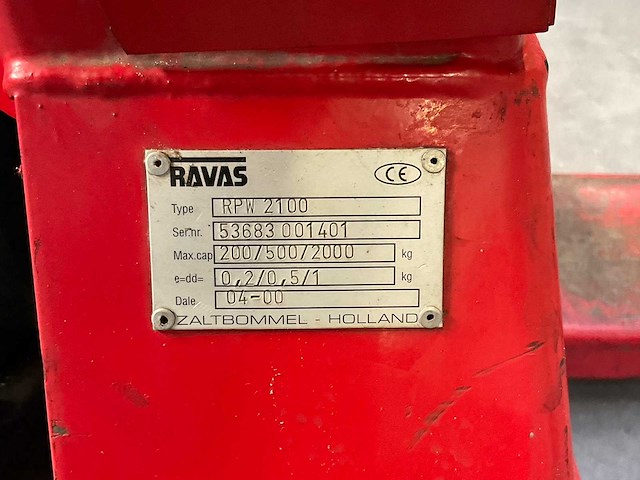 RAVAS CE
Type RPW 2100
Ser.nr. 53683 001401
Max.cap 200/500/2000 kg
e=dd= 0,2/0,5/1 kg
Dale 04-00
ZALTBOMMEL - HOLLAND